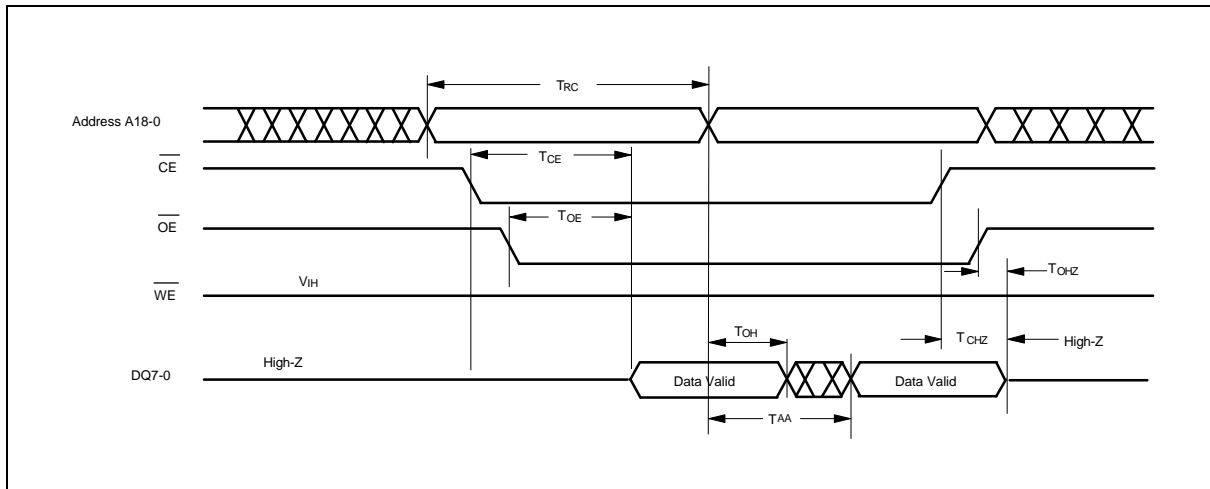 TRC
Address A18-0
TCE
CE
TOE
OE
TOHZ
VIH
WE
TOH
TCHZ
High-Z
High-Z
DQ7-0
Data Valid
Data Valid
TAA